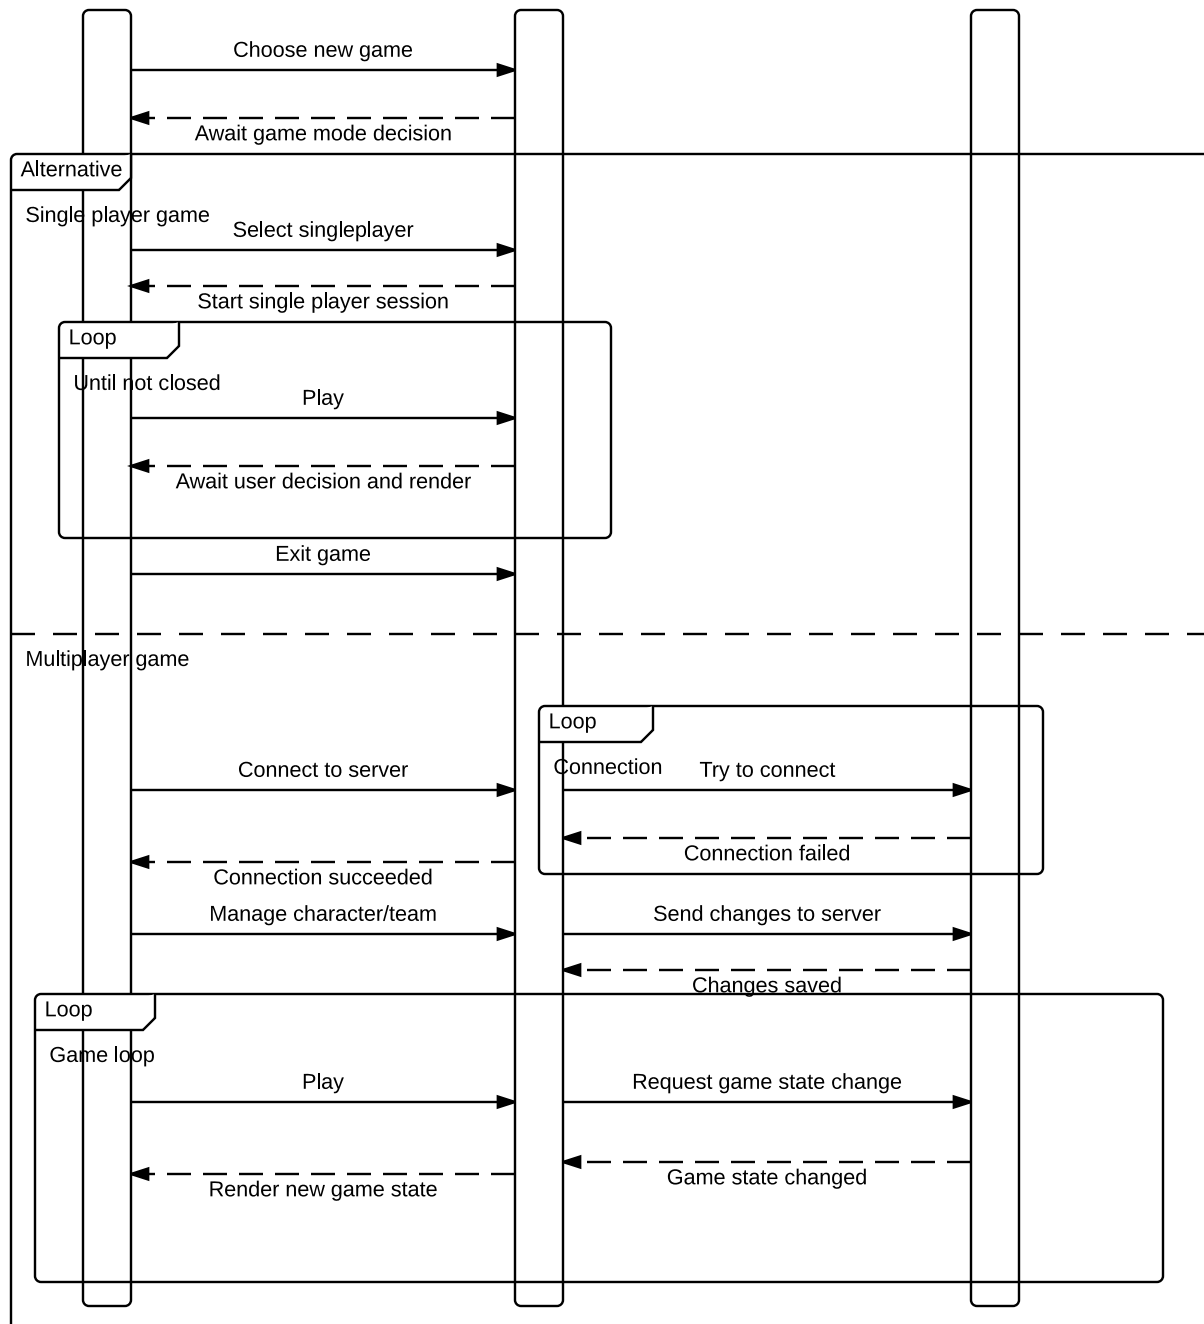 Choose new game
Await game mode decision
Alternative
Single player game
Select singleplayer
Start single player session
Loop
Until not closed
Play
Await user decision and render
Exit game
Multiplayer game
Loop
Connection
Connect to server
Try to connect
Connection failed
Connection succeeded
Manage character/team
Send changes to server
Changes saved
Loop
Game loop
Play
Request game state change
Game state changed
Render new game state